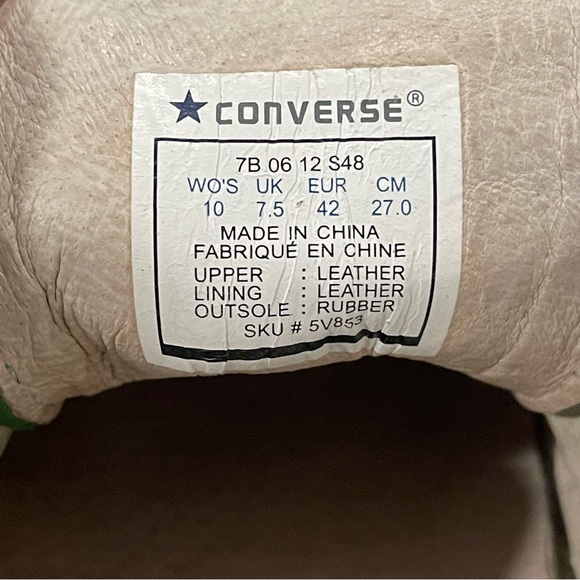 ★ CONVERSE®
7B 06 12 S48
WO'S UK EUR CM
10 7.5 42 27.0
MADE IN CHINA
FABRIQUÉ EN CHINE
UPPER : LEATHER
LINING : LEATHER
OUTSOLE : RUBBER
SKU # 5V853